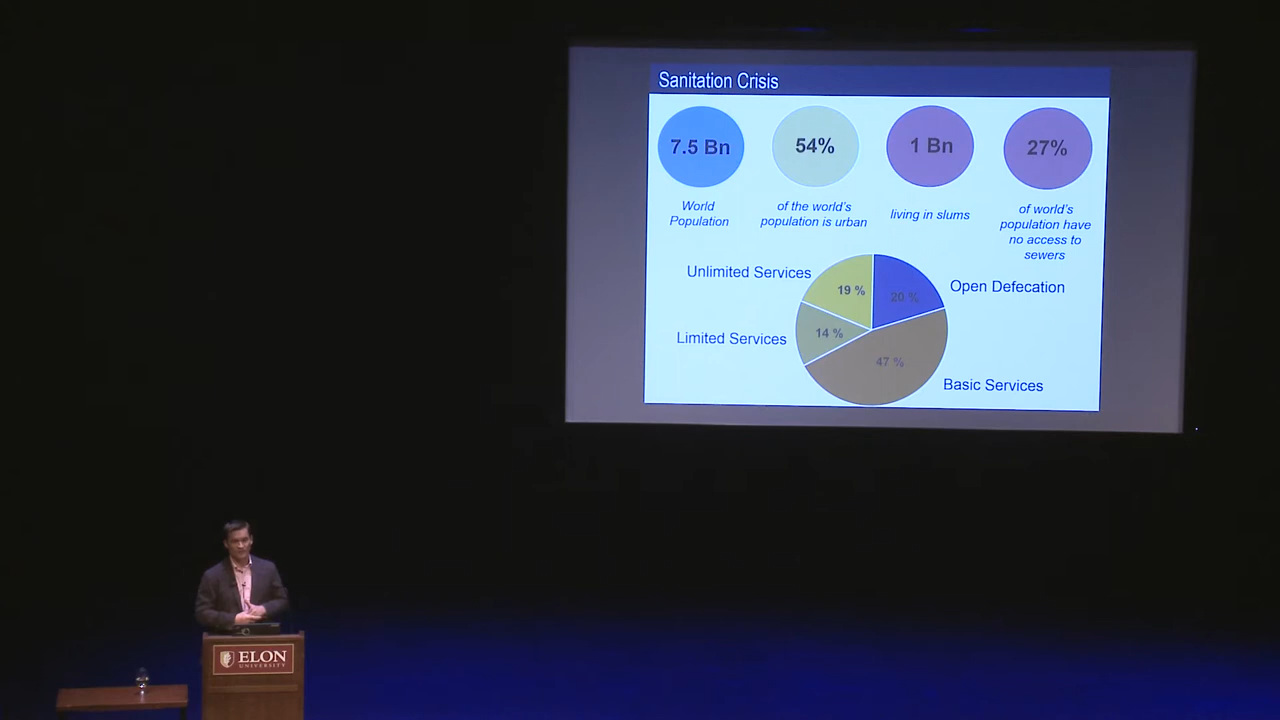 Sanitation Crisis
7.5 Bn
54%
1 Bn
27%
World
Population
of the world's
population is urban
living in slums
of world's
population have
no access to
sewers
Unlimited Services
19 %
20 %
Open Defecation
Limited Services
14 %
47 %
Basic Services
ELON
UNIVERSITY